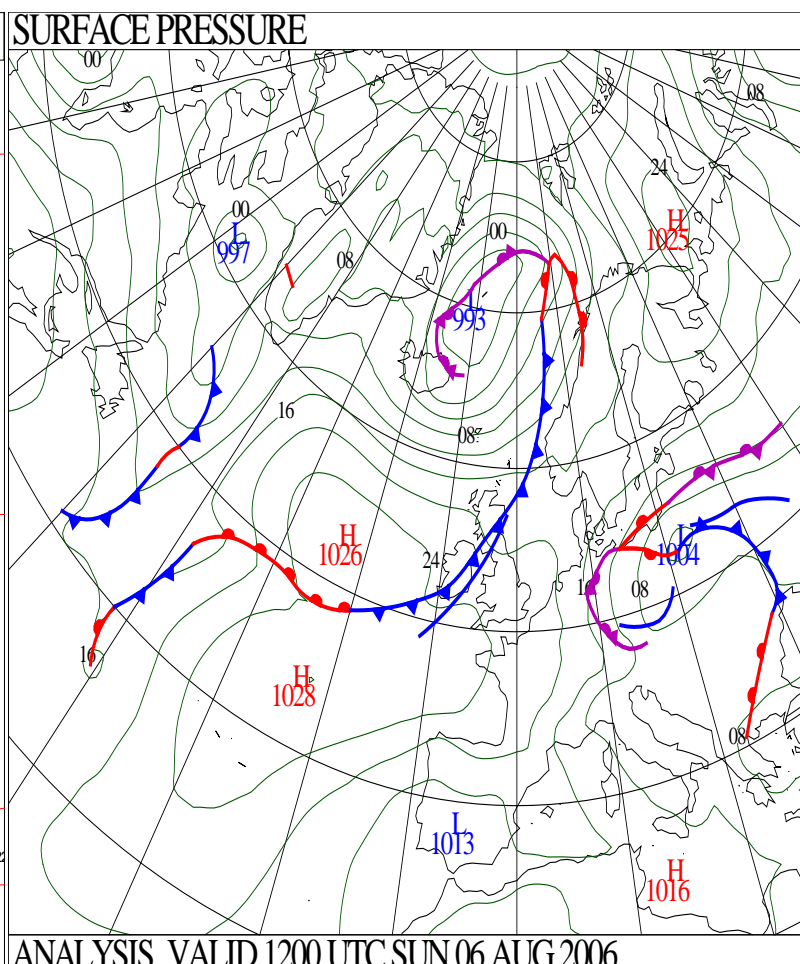 SURFACE PRESSURE
00
08
24
00
L
997
H
1025
00
08
L
993
16
08
H
1026
24
L
1004
08
16
H
1028
08
L
1013
H
1016
ANALYSIS VALID 1200 UTC SUN 06 AUG 2006